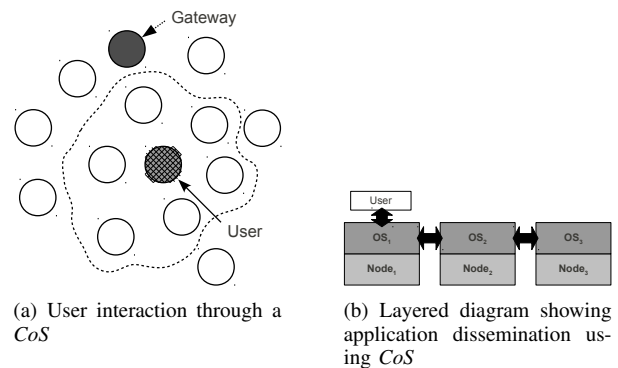 Gateway
User
(a) User interaction through a
CoS
User
OS1
OS2
OS3
Node1
Node2
Node3
(b) Layered diagram showing
application dissemination us-
ing CoS